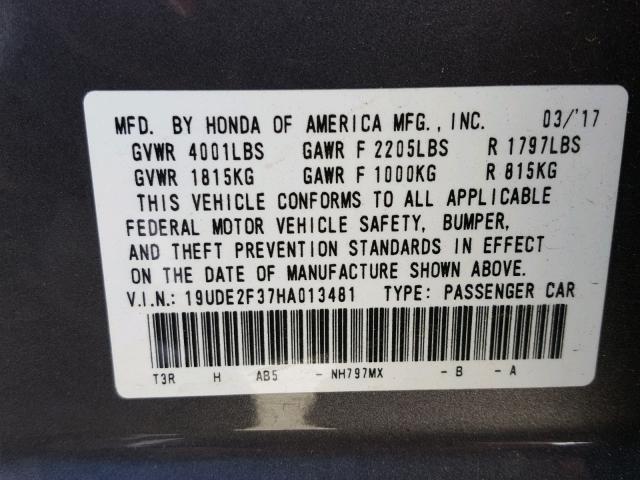 MFD. BY HONDA OF AMERICA MFG., INC. 03/'17
GVWR 4001LBS GAWR F 2205LBS R 1797LBS
GVWR 1815KG GAWR F 1000KG R 815KG
THIS VEHICLE CONFORMS TO ALL APPLICABLE
FEDERAL MOTOR VEHICLE SAFETY, BUMPER,
AND THEFT PREVENTION STANDARDS IN EFFECT
ON THE DATE OF MANUFACTURE SHOWN ABOVE.
V.I.N.: 19UDE2F37HA013481 TYPE: PASSENGER CAR
T3R H AB5 - NH797MX - B - A